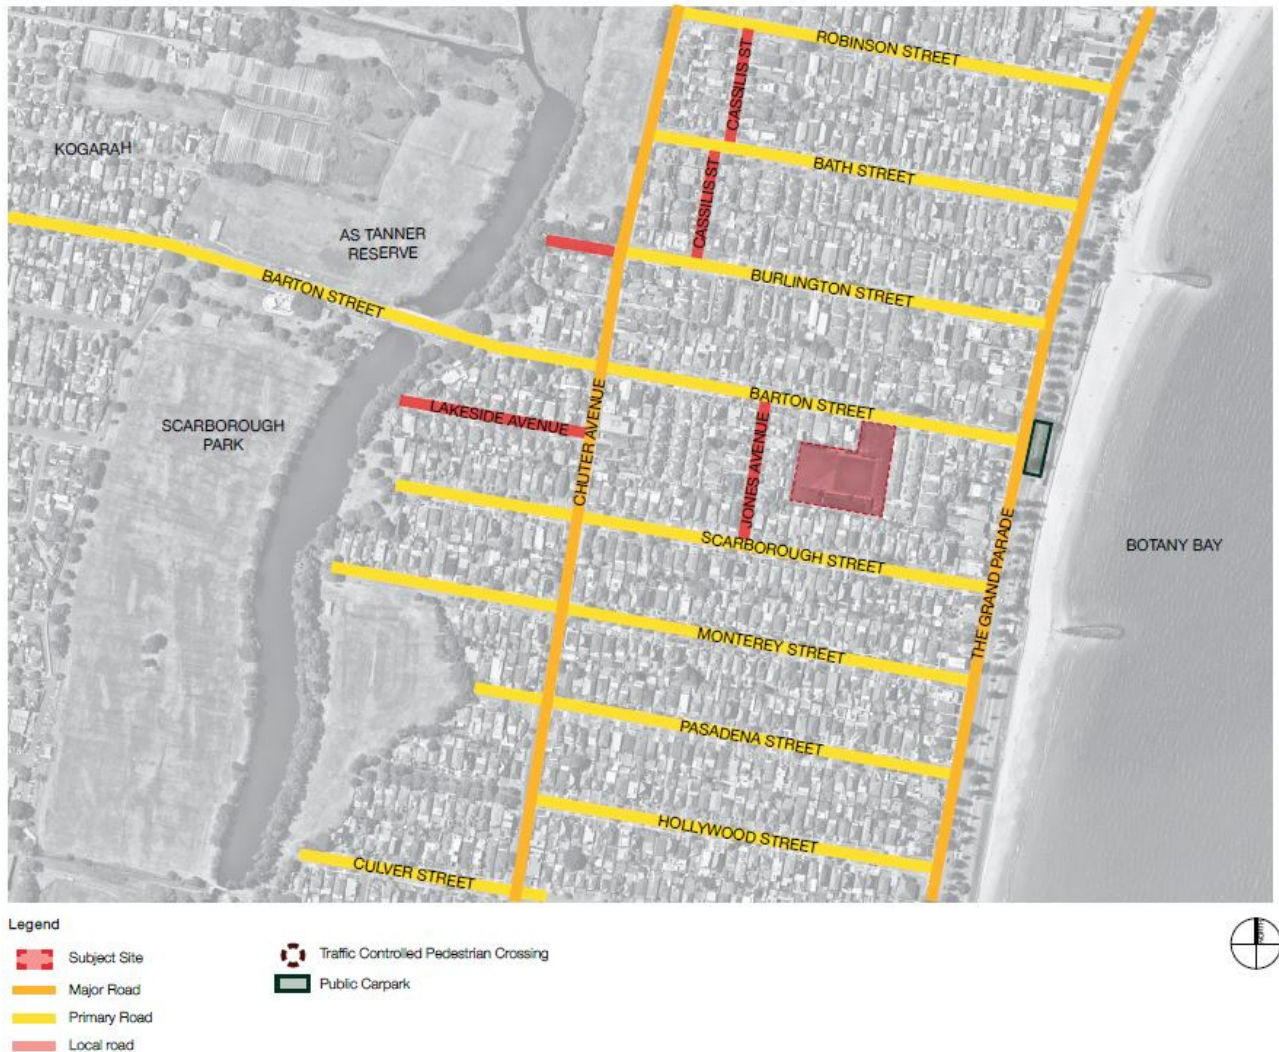 ROBINSON STREET
CASSILIS ST
KOGARAH
BATH STREET
CASSILIS ST
AS TANNER
RESERVE
BURLINGTON STREET
BARTON STREET
BARTON STREET
LAKESIDE AVENUE
CHUTER AVENUE
JONES AVENUE
SCARBOROUGH
PARK
SCARBOROUGH STREET
THE GRAND PARADE
BOTANY BAY
MONTEREY STREET
PASADENA STREET
HOLLYWOOD STREET
CULVER STREET
Legend
Subject Site
Major Road
Primary Road
Local road
Traffic Controlled Pedestrian Crossing
Public Carpark